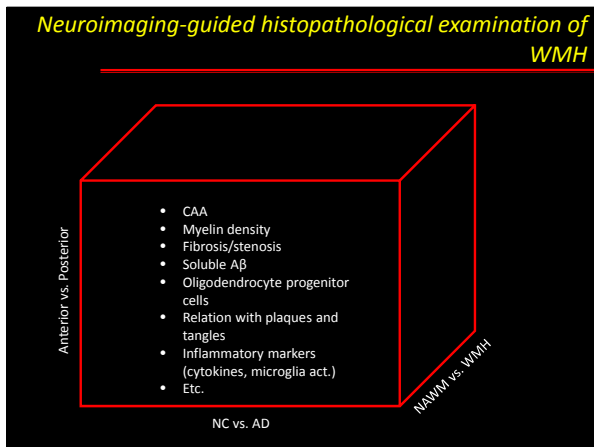 Neuroimaging-guided histopathological examination of
WMH
Anterior vs. Posterior
• CAA
• Myelin density
• Fibrosis/stenosis
• Soluble Aβ
• Oligodendrocyte progenitor
cells
• Relation with plaques and
tangles
• Inflammatory markers
(cytokines, microglia act.)
• Etc.
NAWM vs. WMH
NC vs. AD